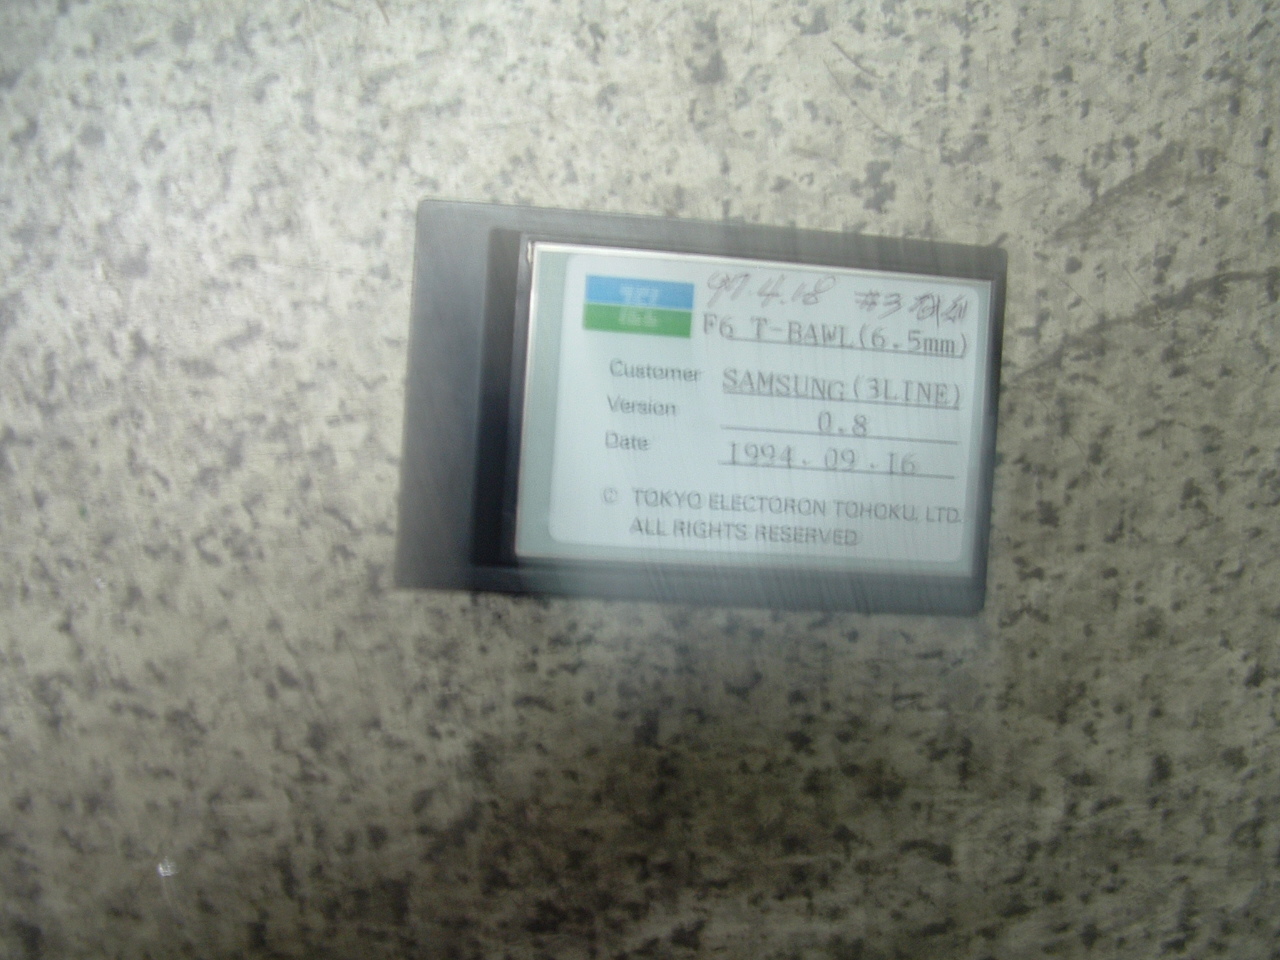 97.4.18 #3
F6 T-BAWL(6.5mm)
Customer SAMSUNG(3LINE)
Version 0.8
Date 1994.09.16
© TOKYO ELECTORON TOHOKU. LTD.
ALL RIGHTS RESERVED